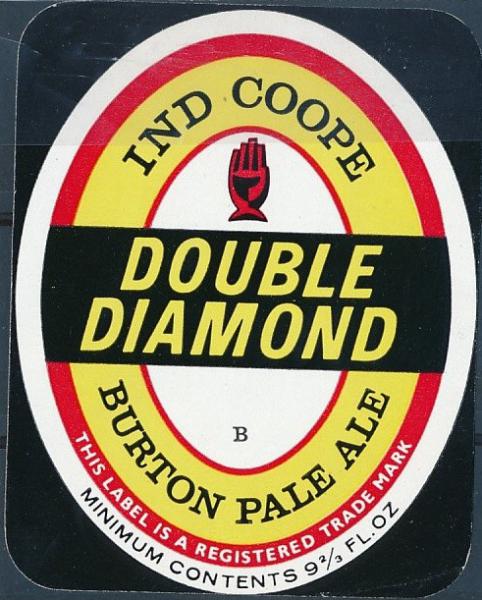 IND COOPE
DOUBLE
DIAMOND
B
BURTON PALE ALE
THIS LABEL IS A REGISTERED TRADE MARK
MINIMUM CONTENTS 9⅔ FL.OZ